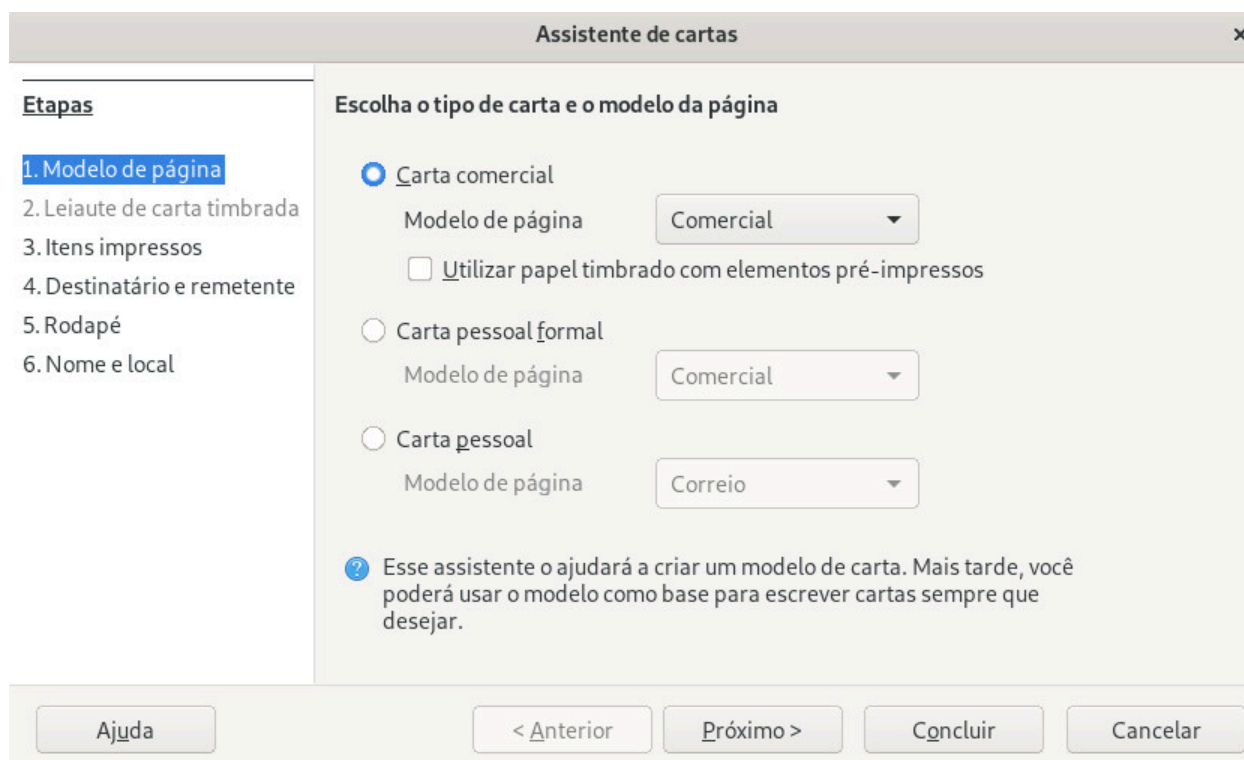 Assistente de cartas
Etapas
1. Modelo de página
2. Leiaute de carta timbrada
3. Itens impressos
4. Destinatário e remetente
5. Rodapé
6. Nome e local
Escolha o tipo de carta e o modelo da página
Carta comercial
Modelo de página Comercial
Utilizar papel timbrado com elementos pré-impressos
Carta pessoal formal
Modelo de página Comercial
Carta pessoal
Modelo de página Correio
Esse assistente o ajudará a criar um modelo de carta. Mais tarde, você
poderá usar o modelo como base para escrever cartas sempre que
desejar.
Ajuda < Anterior Próximo > Concluir Cancelar